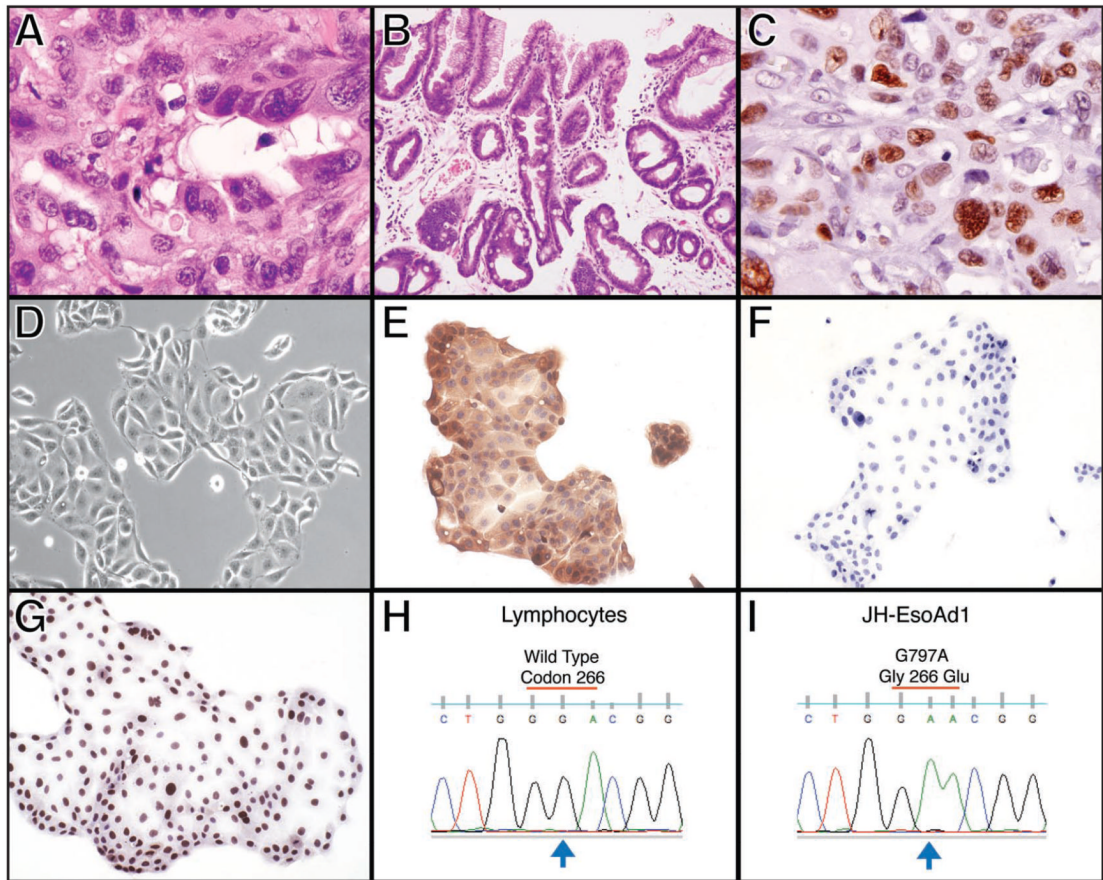 A
B
C
D
E
F
G
H
Lymphocytes
Wild Type
Codon 266
C T G G G A C G G
I
JH-EsoAd1
G797A
Gly 266 Glu
C T G G A A C G G